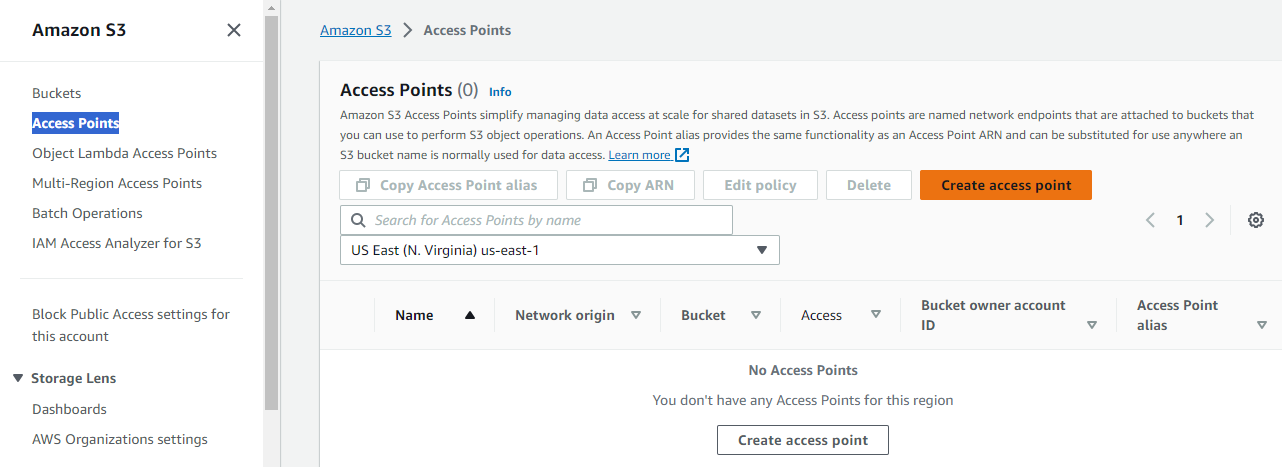 Amazon S3
Buckets
Access Points
Object Lambda Access Points
Multi-Region Access Points
Batch Operations
IAM Access Analyzer for S3
Block Public Access settings for
this account
Storage Lens
Dashboards
AWS Organizations settings
Amazon S3 > Access Points
Access Points (0) Info
Amazon S3 Access Points simplify managing data access at scale for shared datasets in S3. Access points are named network endpoints that are attached to buckets that
you can use to perform S3 object operations. An Access Point alias provides the same functionality as an Access Point ARN and can be substituted for use anywhere an
S3 bucket name is normally used for data access. Learn more
Copy Access Point alias Copy ARN Edit policy Delete Create access point
Search for Access Points by name 1
US East (N. Virginia) us-east-1
Name Network origin Bucket Access Bucket owner account Access Point
ID alias
No Access Points
You don't have any Access Points for this region
Create access point